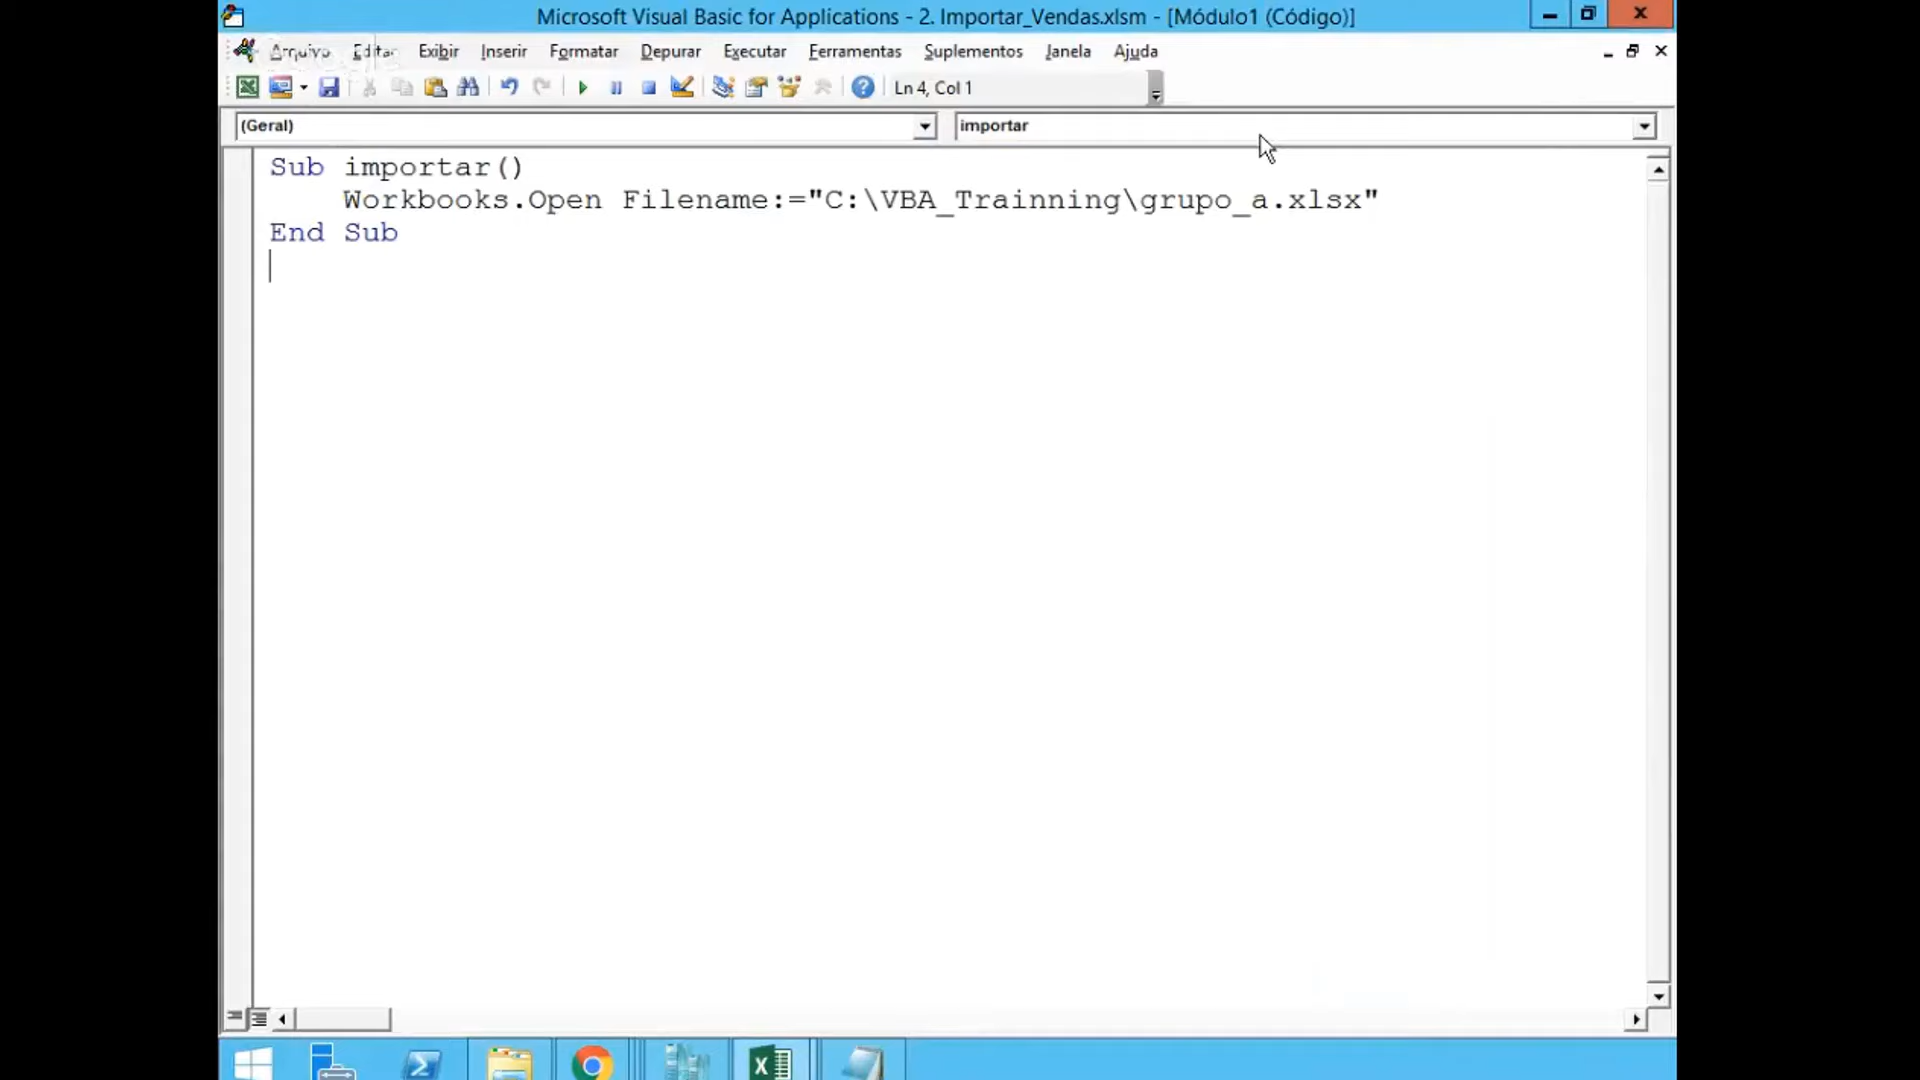 Microsoft Visual Basic for Applications - 2. Importar_Vendas.xlsm - [Módulo1 (Código)]
Arquivo Editar Exibir Inserir Formatar Depurar Executar Ferramentas Suplementos Janela Ajuda
Ln 4, Col 1
(Geral) importar
Sub importar()
Workbooks.Open Filename:="C:\VBA_Trainning\grupo_a.xlsx"
End Sub